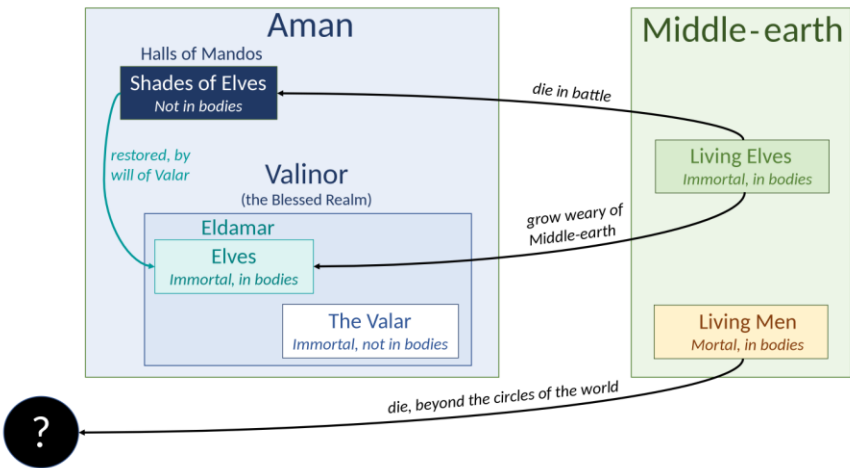 Aman
Middle-earth
Halls of Mandos
Shades of Elves
Not in bodies
die in battle
restored, by
will of Valar
Living Elves
Immortal, in bodies
Valinor
(the Blessed Realm)
grow weary of
Middle-earth
Eldamar
Elves
Immortal, in bodies
The Valar
Immortal, not in bodies
Living Men
Mortal, in bodies
die, beyond the circles of the world
?